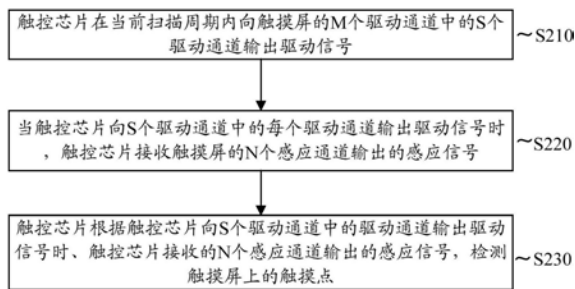 触控芯片在当前扫描周期内向触摸屏的M个驱动通道中的S个
驱动通道输出驱动信号
~S210
当触控芯片向S个驱动通道中的每个驱动通道输出驱动信号时
，触控芯片接收触摸屏的N个感应通道输出的感应信号
~S220
触控芯片根据触控芯片向S个驱动通道中的驱动通道输出驱动
信号时、触控芯片接收的N个感应通道输出的感应信号，检测
触摸屏上的触摸点
~S230